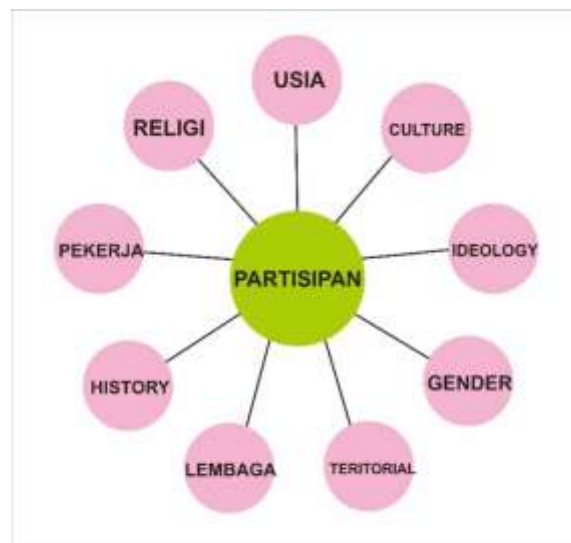 USIA
CULTURE
IDEOLOGY
GENDER
TERITORIAL
LEMBAGA
HISTORY
PEKERJA
RELIGI
PARTISIPAN